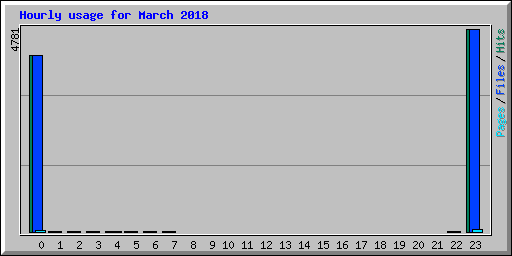 Hourly usage for March 2018
4781
Pages/Files/Hits
0 1 2 3 4 5 6 7 8 9 10 11 12 13 14 15 16 17 18 19 20 21 22 23